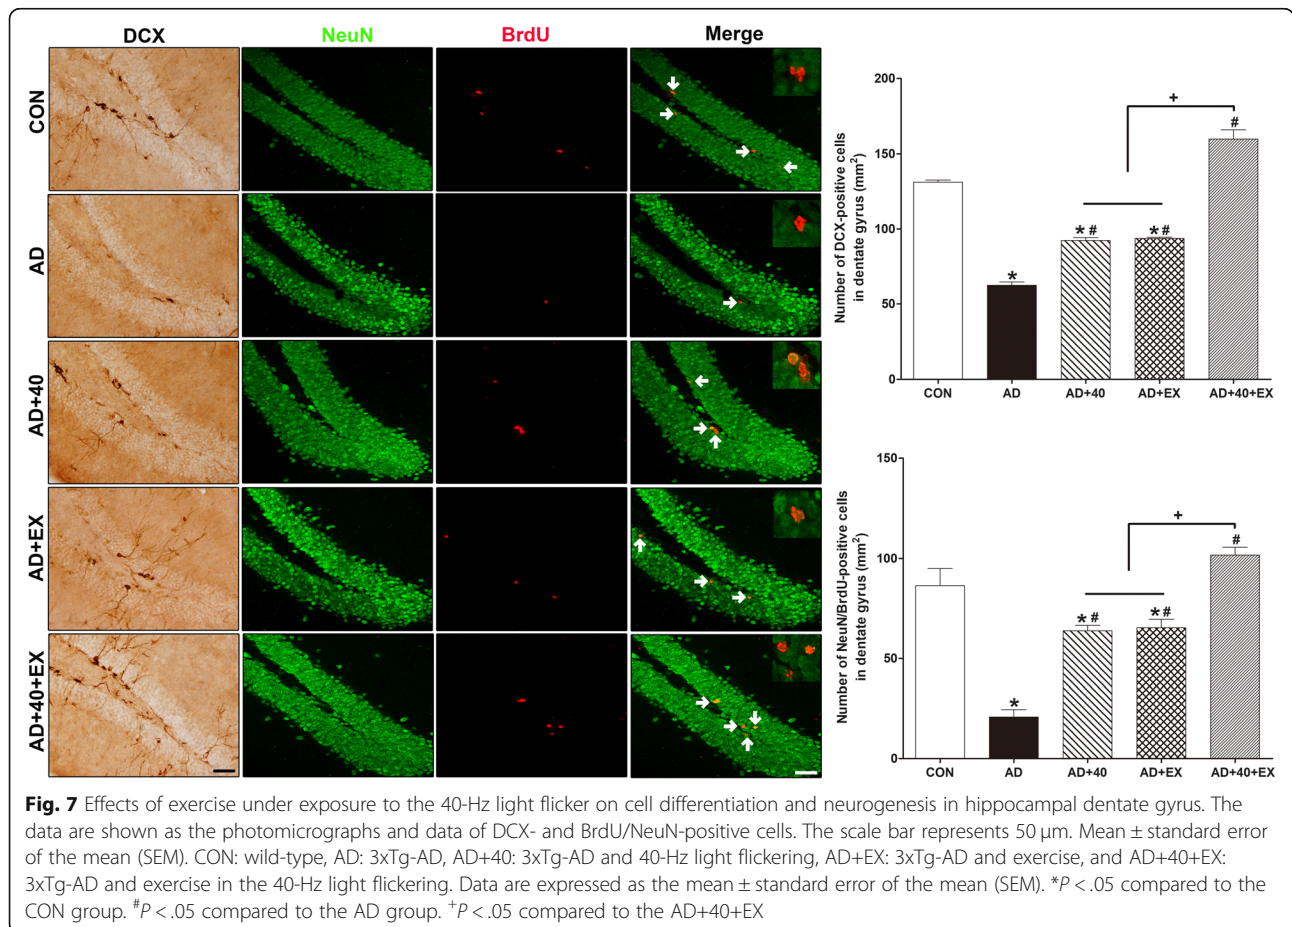 DCX NeuN BrdU Merge
CON
AD
AD+40
AD+EX
AD+40+EX
Number of DCX-positive cells
in dentate gyrus (mm²)
200
150
100
50
0
+
#
* #
* #
*
CON AD AD+40 AD+EX AD+40+EX
Number of NeuN/BrdU-positive cells
in dentate gyrus (mm²)
150
100
50
0
+
#
* #
* #
*
CON AD AD+40 AD+EX AD+40+EX
Fig. 7 Effects of exercise under exposure to the 40-Hz light flicker on cell differentiation and neurogenesis in hippocampal dentate gyrus. The
data are shown as the photomicrographs and data of DCX- and BrdU/NeuN-positive cells. The scale bar represents 50 μm. Mean ± standard error
of the mean (SEM). CON: wild-type, AD: 3xTg-AD, AD+40: 3xTg-AD and 40-Hz light flickering, AD+EX: 3xTg-AD and exercise, and AD+40+EX:
3xTg-AD and exercise in the 40-Hz light flickering. Data are expressed as the mean ± standard error of the mean (SEM). *P < .05 compared to the
CON group. #P < .05 compared to the AD group. +P < .05 compared to the AD+40+EX